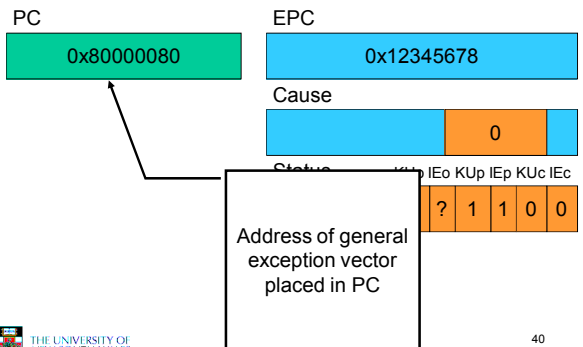 PC EPC
0x80000080 0x12345678
Cause
0
IEo KUp IEp KUc IEc
? 1 1 0 0
Address of general
exception vector
placed in PC
THE UNIVERSITY OF
40